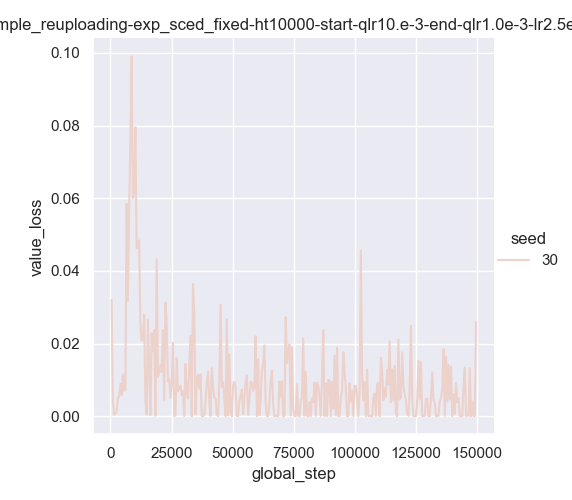 mple_reuploading-exp_sced_fixed-ht10000-start-qlr10.e-3-end-qlr1.0e-3-lr2.5e
0.10
0.08
0.06
0.04
0.02
0.00
value_loss
0 25000 50000 75000 100000 125000 150000
global_step
seed
30